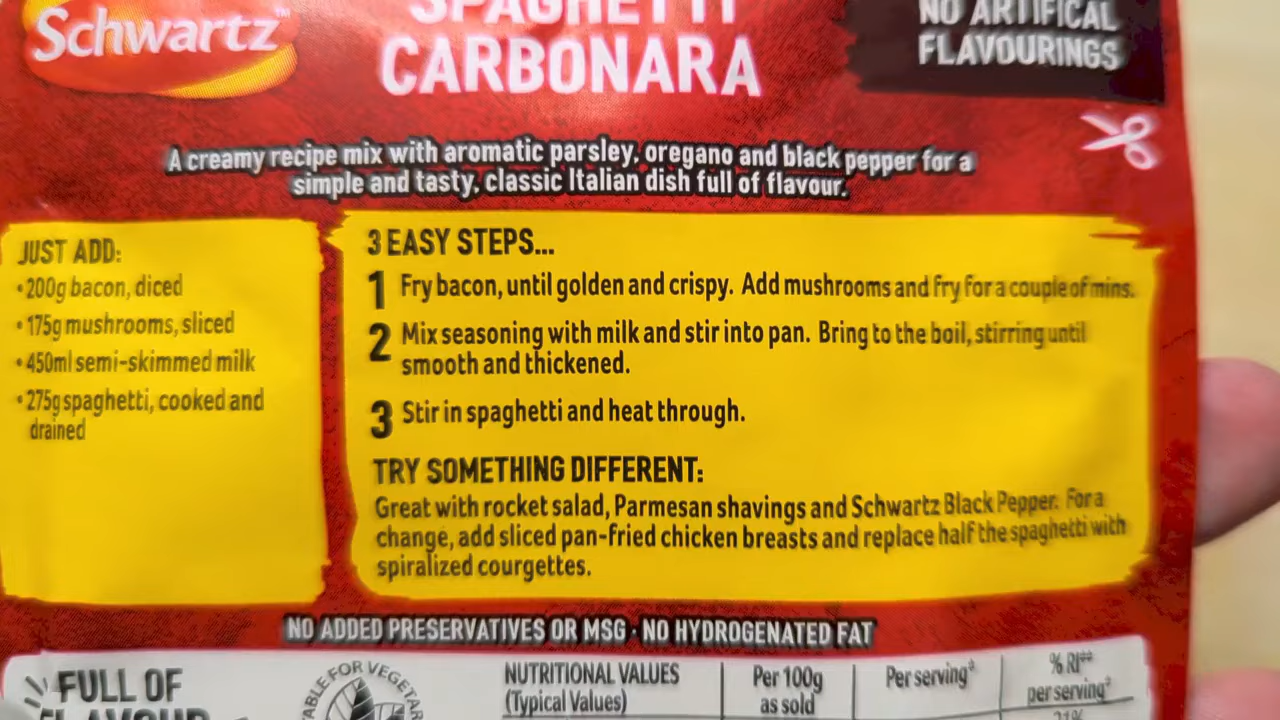 Schwartz™
SPAGHETTI
CARBONARA
NO ARTIFICAL
FLAVOURINGS
A creamy recipe mix with aromatic parsley, oregano and black pepper for a
simple and tasty, classic Italian dish full of flavour.
JUST ADD:
•200g bacon, diced
•175g mushrooms, sliced
•450ml semi-skimmed milk
•275g spaghetti, cooked and
drained
3 EASY STEPS...
1 Fry bacon, until golden and crispy. Add mushrooms and fry for a couple of mins.
2 Mix seasoning with milk and stir into pan. Bring to the boil, stirring until
smooth and thickened.
3 Stir in spaghetti and heat through.
TRY SOMETHING DIFFERENT:
Great with rocket salad, Parmesan shavings and Schwartz Black Pepper. For a
change, add sliced pan-fried chicken breasts and replace half the spaghetti with
spiralized courgettes.
NO ADDED PRESERVATIVES OR MSG · NO HYDROGENATED FAT
FULL OF
FLAVOUR
FOR
NUTRITIONAL VALUES
(Typical Values)
Per 100g
as sold
Per serving‡
% RI**
per serving‡